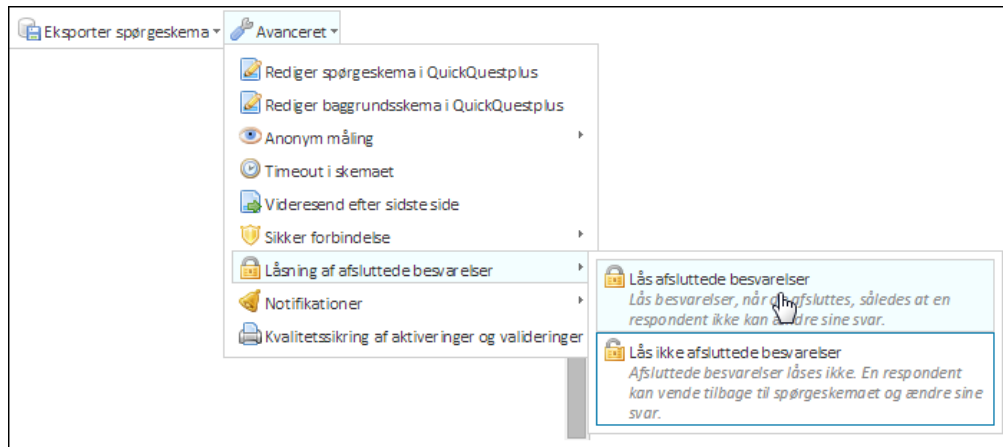 Eksporter spørgeskema
Avanceret
Rediger spørgeskema i QuickQuestplus
Rediger baggrundsskema i QuickQuestplus
Anonym måling
Timeout i skemaet
Videresend efter sidste side
Sikker forbindelse
Låsning af afsluttede besvarelser
Notifikationer
Kvalitetssikring af aktiveringer og valideringer
Lås afsluttede besvarelser
Lås besvarelser, når afsluttes, således at en
respondent ikke kan ændre sine svar.
Lås ikke afsluttede besvarelser
Afsluttede besvarelser låses ikke. En respondent
kan vende tilbage til spørgeskemaet og ændre sine
svar.